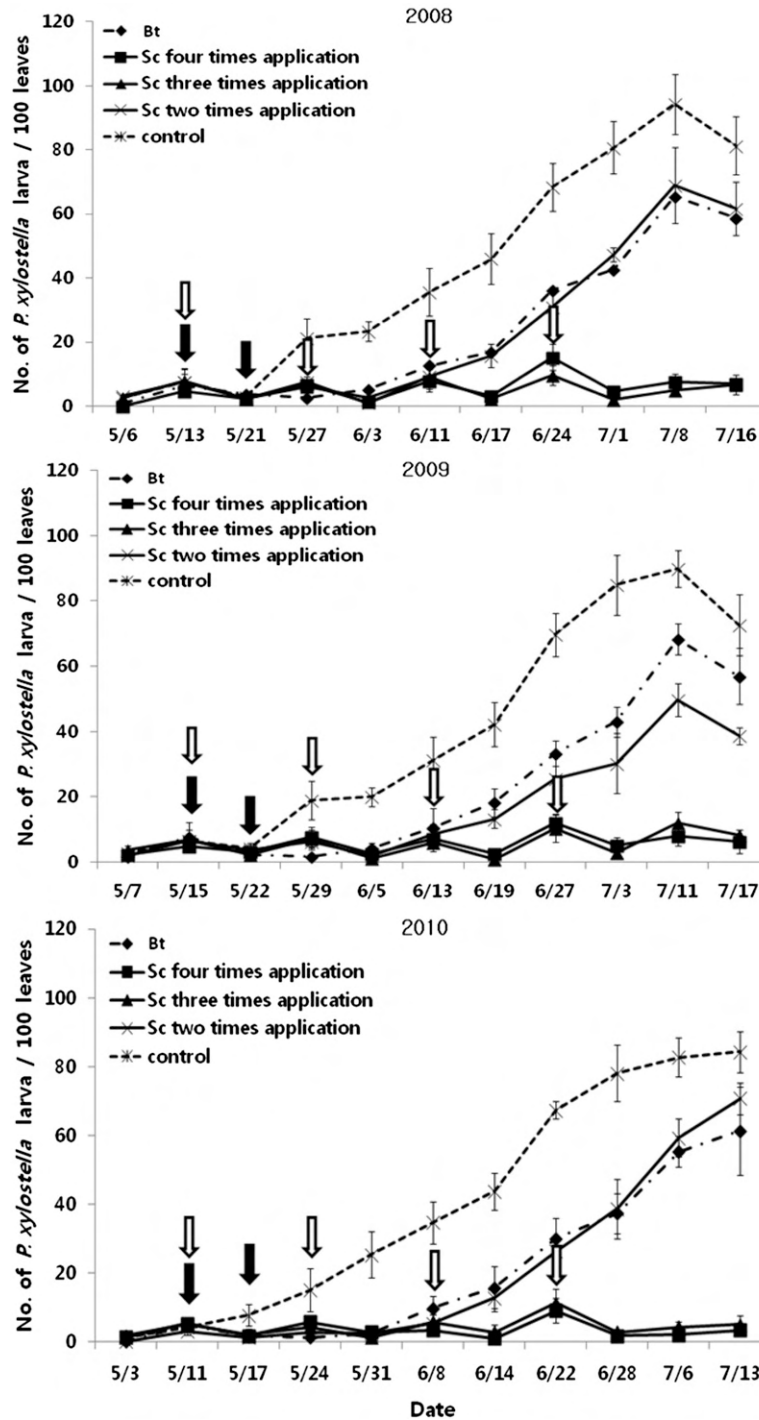 2008
120
100
80
60
40
20
0
No. of P. xylostella larva / 100 leaves
Bt
Sc four times application
Sc three times application
Sc two times application
control
5/6 5/13 5/21 5/27 6/3 6/11 6/17 6/24 7/1 7/8 7/16
2009
120
100
80
60
40
20
0
No. of P. xylostella larva / 100 leaves
Bt
Sc four times application
Sc three times application
Sc two times application
control
5/7 5/15 5/22 5/29 6/5 6/13 6/19 6/27 7/3 7/11 7/17
2010
120
100
80
60
40
20
0
No. of P. xylostella larva / 100 leaves
Bt
Sc four times application
Sc three times application
Sc two times application
control
5/3 5/11 5/17 5/24 5/31 6/8 6/14 6/22 6/28 7/6 7/13
Date